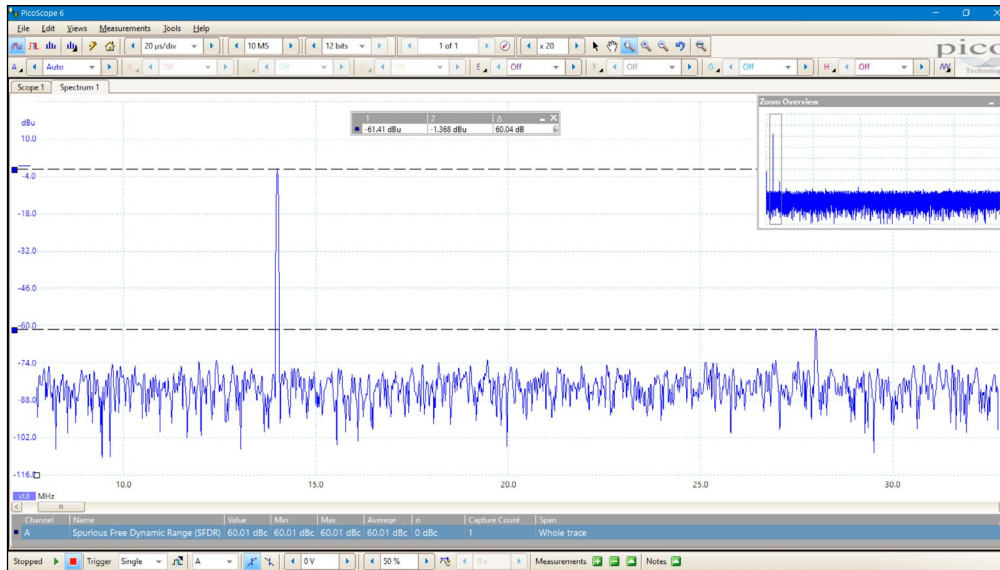 PicoScope 6
File Edit Views Measurements Tools Help
20 µs/div 10 MS 12 bits 1 of 1 x 20
A Auto B Off C Off D Off E Off F Off G Off H Off
pico
Technology
Scope 1 Spectrum 1
dBu
10.0
-4.0
-18.0
-32.0
-46.0
-60.0
-74.0
-88.0
-102.0
-116.0
1 2 Δ
-61.41 dBu -1.368 dBu 60.04 dB
Zoom Overview
10.0 15.0 20.0 25.0 30.0
x1.0 MHz
Channel Name Value Min Max Average σ Capture Count Span
A Spurious Free Dynamic Range (SFDR) 60.01 dBc 60.01 dBc 60.01 dBc 60.01 dBc 0 dBc 1 Whole trace
Stopped Trigger Single A 0 V 50 % 0 s Measurements Notes